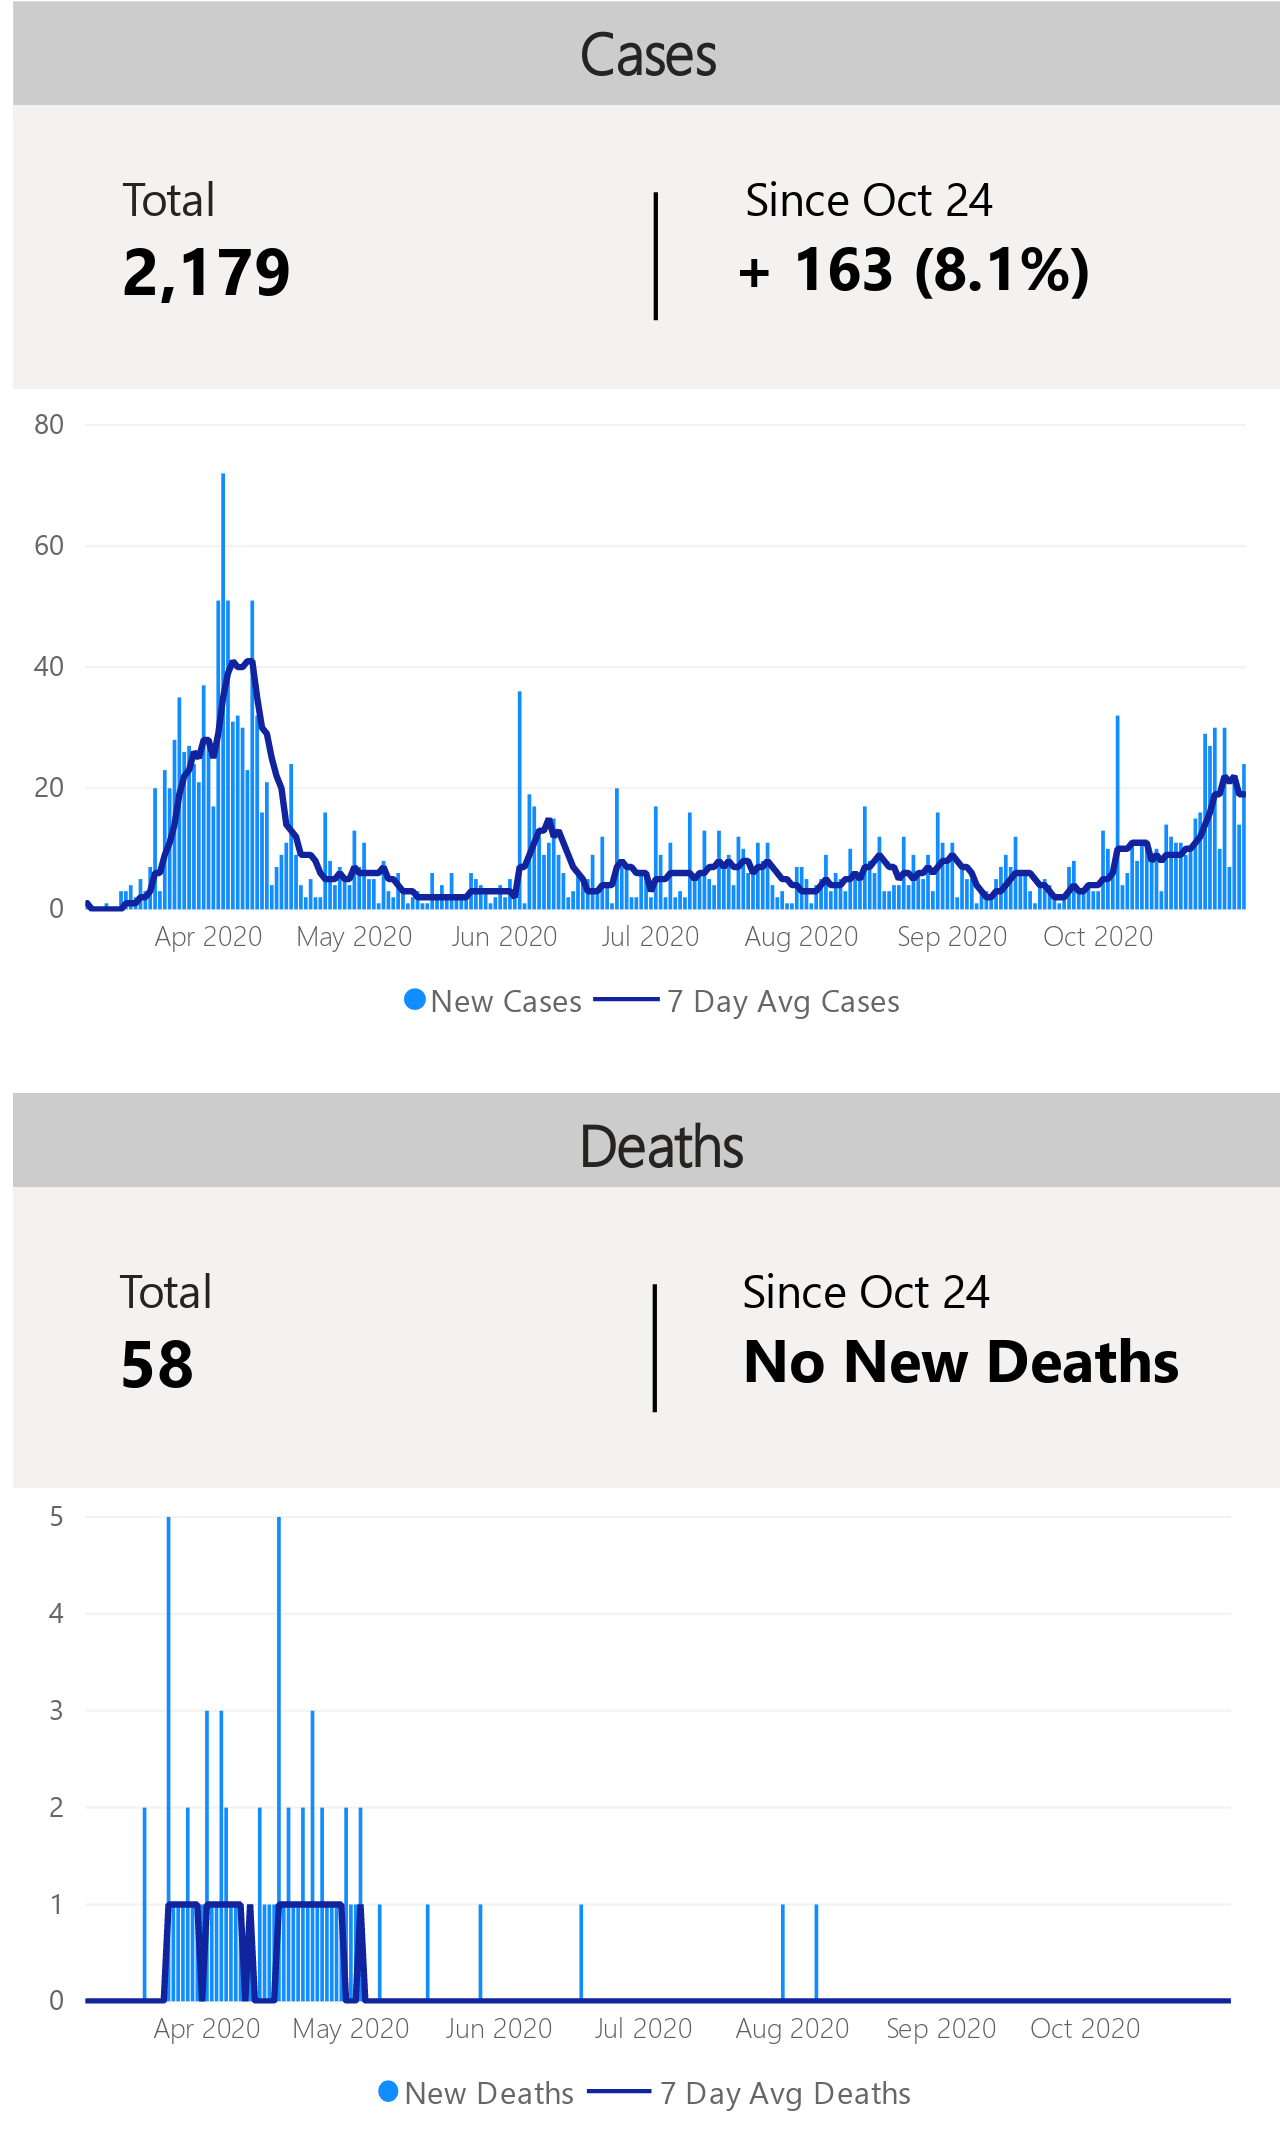 Cases
Total
Since Oct 24
2,179
+ 163 (8.1%)
80
60
40
20
0
Apr 2020 May 2020 Jun 2020 Jul 2020 Aug 2020 Sep 2020 Oct 2020
New Cases 7 Day Avg Cases
Deaths
Total
Since Oct 24
58
No New Deaths
5
4
3
2
1
0
Apr 2020 May 2020 Jun 2020 Jul 2020 Aug 2020 Sep 2020 Oct 2020
New Deaths 7 Day Avg Deaths